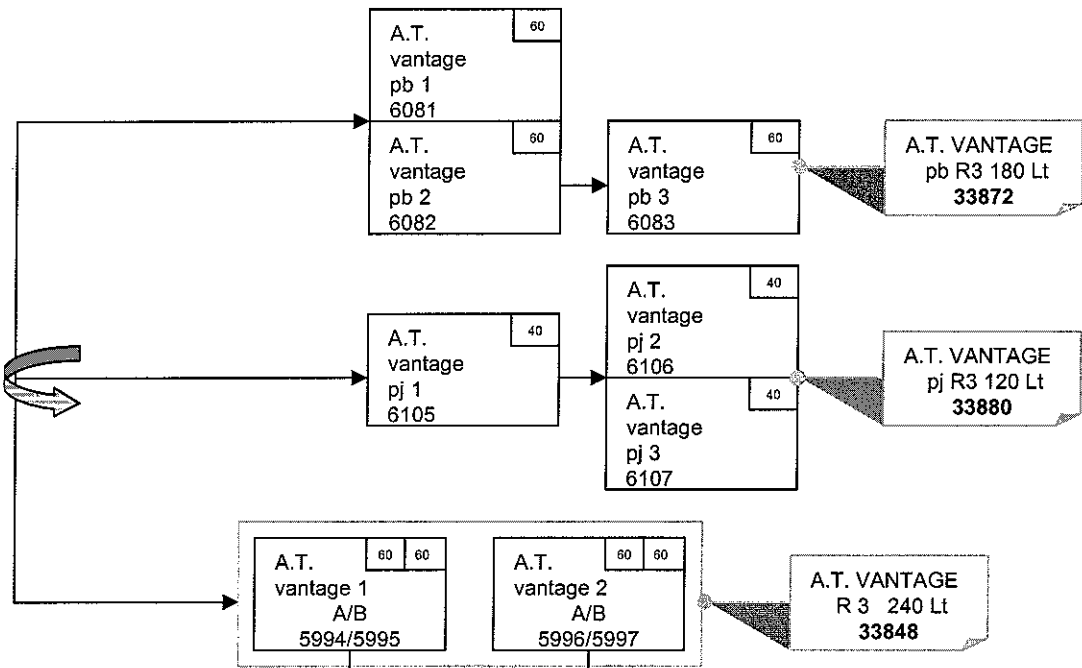 60
A.T.
vantage
pb 1
6081
60
A.T.
vantage
pb 2
6082
60
A.T.
vantage
pb 3
6083
A.T. VANTAGE
pb R3 180 Lt
33872
40
A.T.
vantage
pj 1
6105
40
A.T.
vantage
pj 2
6106
40
A.T.
vantage
pj 3
6107
A.T. VANTAGE
pj R3 120 Lt
33880
60 60
A.T.
vantage 1
A/B
5994/5995
60 60
A.T.
vantage 2
A/B
5996/5997
A.T. VANTAGE
R 3 240 Lt
33848